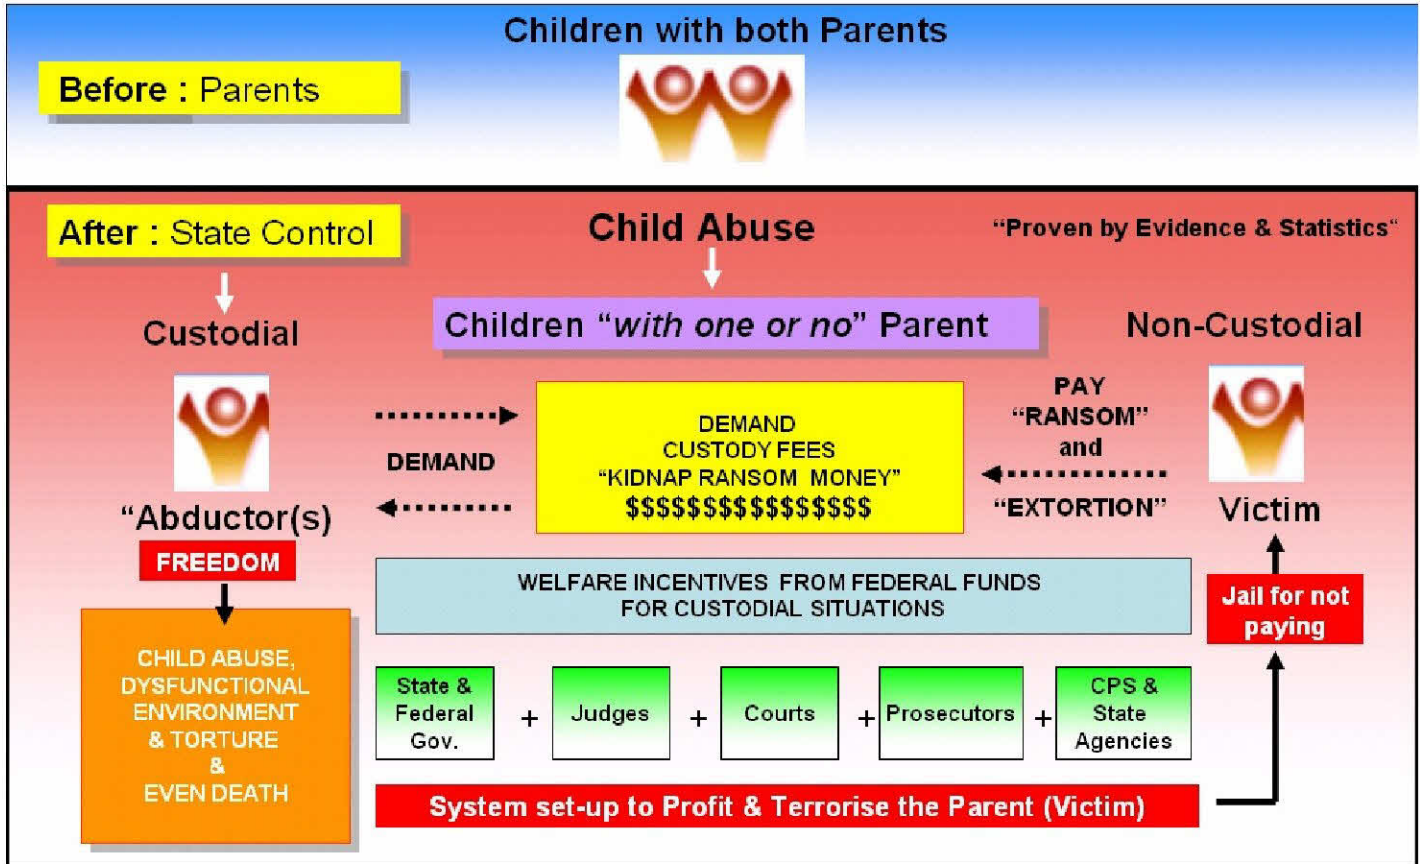 Children with both Parents
Before : Parents
After : State Control
Child Abuse
“Proven by Evidence & Statistics“
Custodial
Children “with one or no” Parent
Non-Custodial
DEMAND
“Abductor(s)
FREEDOM
CHILD ABUSE,
DYSFUNCTIONAL
ENVIRONMENT
& TORTURE
&
EVEN DEATH
DEMAND
CUSTODY FEES
“KIDNAP RANSOM MONEY”
$$$$$$$$$$$$$$$$
PAY
“RANSOM”
and
“EXTORTION”
Victim
Jail for not
paying
WELFARE INCENTIVES FROM FEDERAL FUNDS
FOR CUSTODIAL SITUATIONS
State &
Federal
Gov.
+
Judges
+
Courts
+
Prosecutors
+
CPS &
State
Agencies
System set-up to Profit & Terrorise the Parent (Victim)